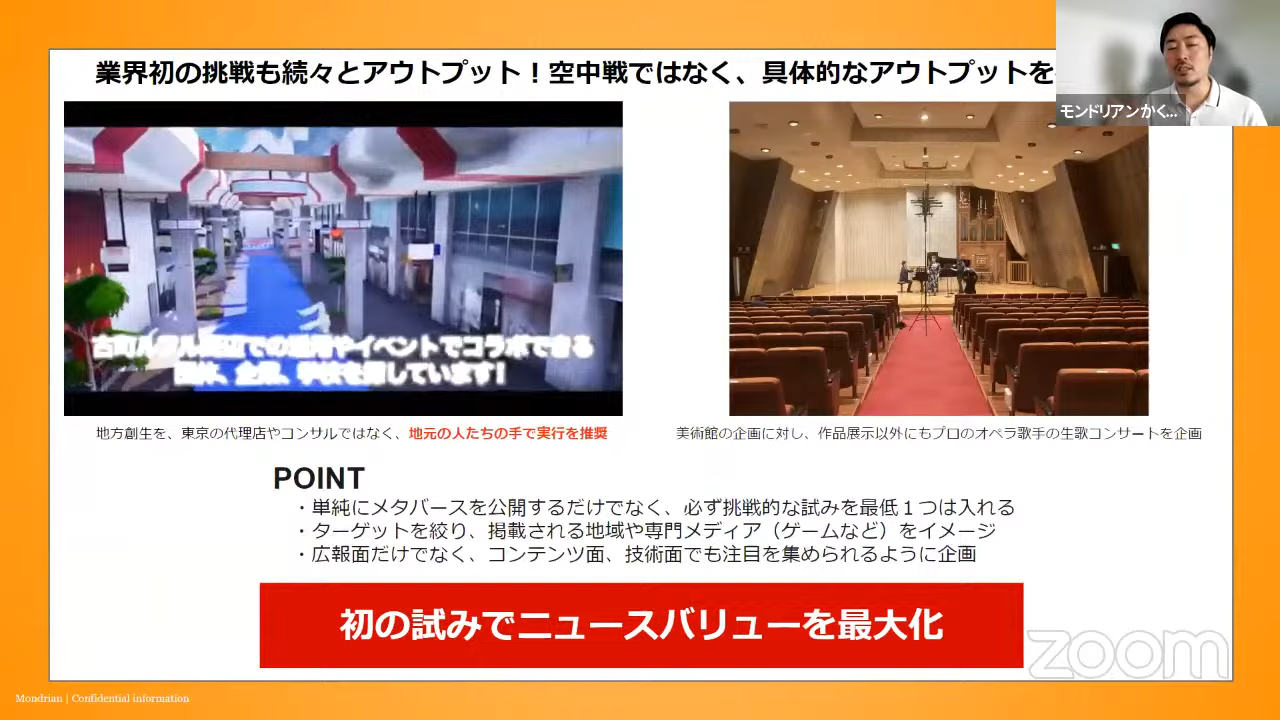 業界初の挑戦も続々とアウトプット！空中戦ではなく、具体的なアウトプットを
モンドリアンかく...
古町ルフル周辺での活用やイベントでコラボできる
団体、企業、学校を探しています!
地方創生を、東京の代理店やコンサルではなく、地元の人たちの手で実行を推奨
美術館の企画に対し、作品展示以外にもプロのオペラ歌手の生歌コンサートを企画
POINT
・単純にメタバースを公開するだけでなく、必ず挑戦的な試みを最低１つは入れる
・ターゲットを絞り、掲載される地域や専門メディア（ゲームなど）をイメージ
・広報面だけでなく、コンテンツ面、技術面でも注目を集められるように企画
初の試みでニュースバリューを最大化
zoom
Mondrian | Confidential information